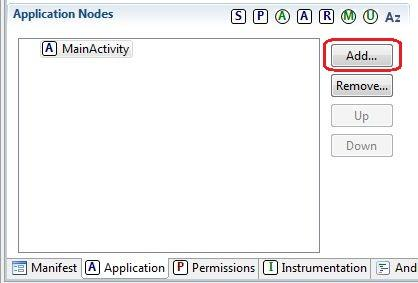 Application Nodes
S P A A R M U Az
A MainActivity
Add...
Remove...
Up
Down
Manifest A Application P Permissions I Instrumentation And